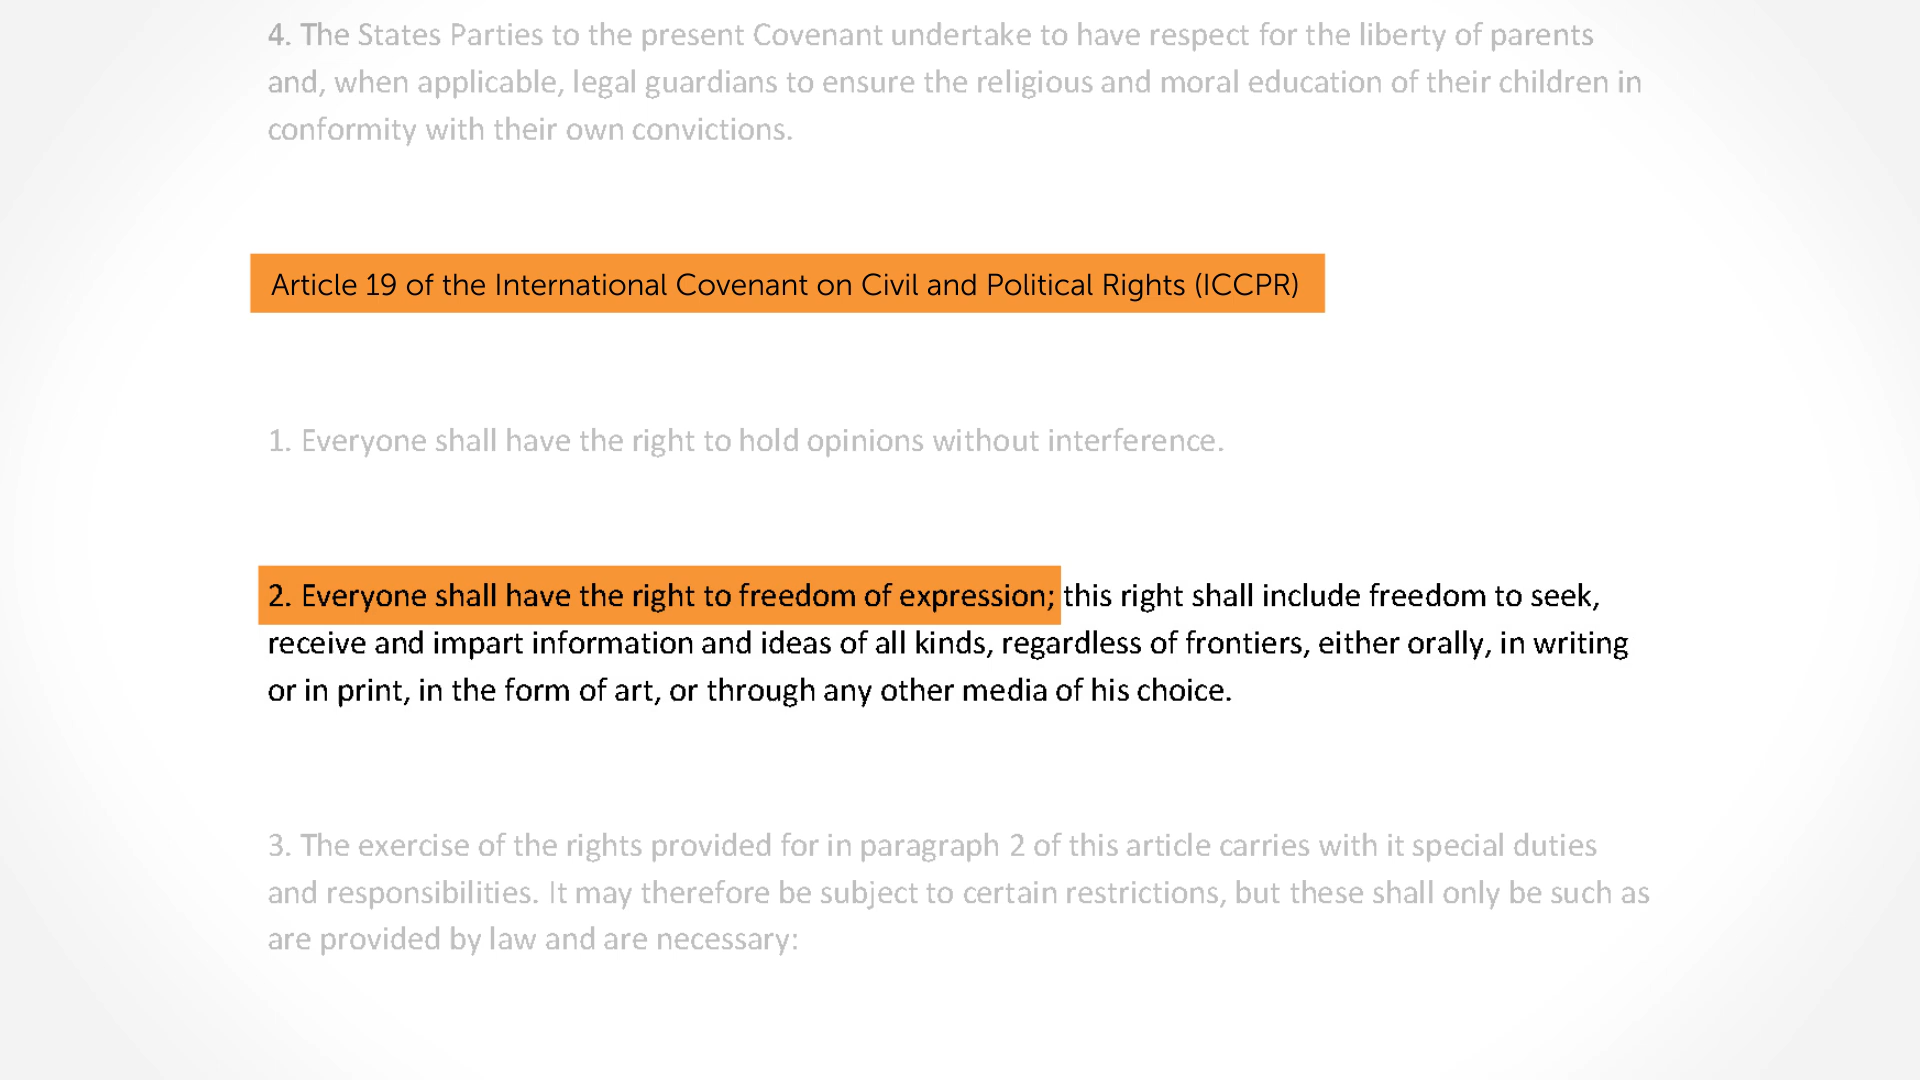 4. The States Parties to the present Covenant undertake to have respect for the liberty of parents
and, when applicable, legal guardians to ensure the religious and moral education of their children in
conformity with their own convictions.
Article 19 of the International Covenant on Civil and Political Rights (ICCPR)
1. Everyone shall have the right to hold opinions without interference.
2. Everyone shall have the right to freedom of expression; this right shall include freedom to seek,
receive and impart information and ideas of all kinds, regardless of frontiers, either orally, in writing
or in print, in the form of art, or through any other media of his choice.
3. The exercise of the rights provided for in paragraph 2 of this article carries with it special duties
and responsibilities. It may therefore be subject to certain restrictions, but these shall only be such as
are provided by law and are necessary: